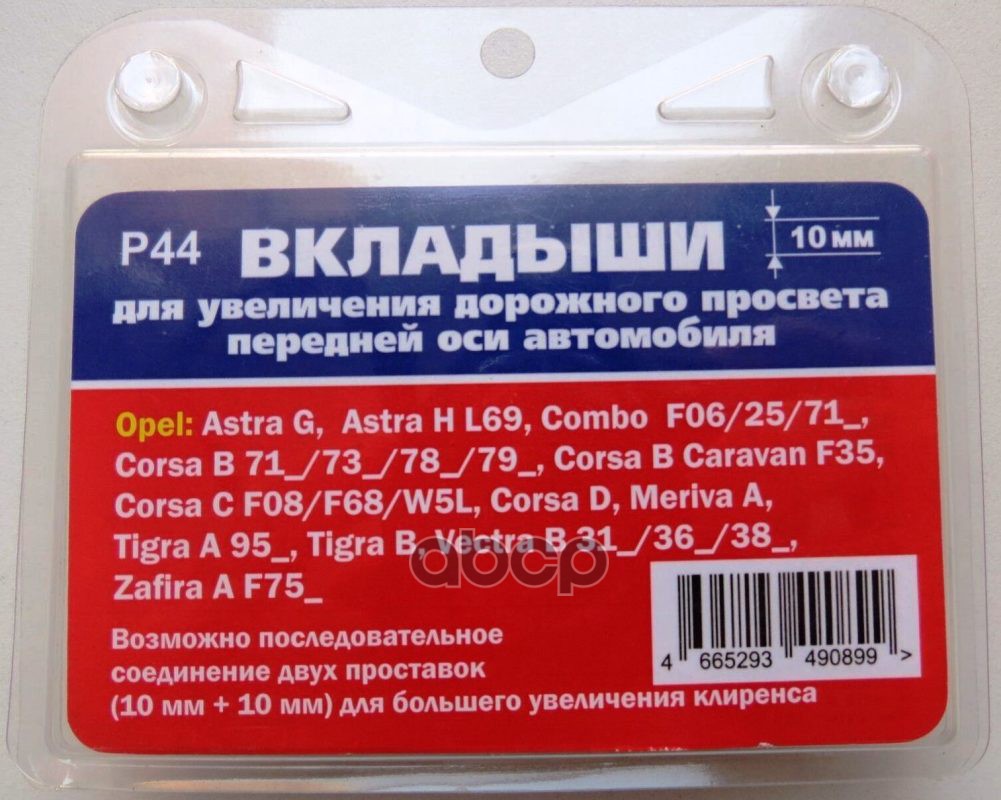 P44 ВКЛАДЫШИ 10 мм
для увеличения дорожного просвета
передней оси автомобиля
Opel: Astra G, Astra H L69, Combo F06/25/71_,
Corsa B 71_/73_/78_/79_, Corsa B Caravan F35,
Corsa C F08/F68/W5L, Corsa D, Meriva A,
Tigra A 95_, Tigra B, Vectra B 31_/36_/38_,
abcp
Zafira A F75_
Возможно последовательное
соединение двух проставок
(10 мм + 10 мм) для большего увеличения клиренса
4 665293 490899 >